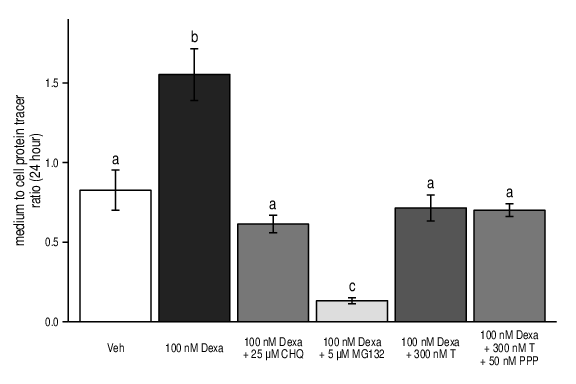 medium to cell protein tracer
ratio (24 hour)
1.5
1.0
0.5
0.0
a
b
a
c
a
a
Veh
100 nM Dexa
100 nM Dexa
+ 25 µM CHQ
100 nM Dexa
+ 5 µM MG132
100 nM Dexa
+ 300 nM T
100 nM Dexa
+ 300 nM T
+ 50 nM PPP